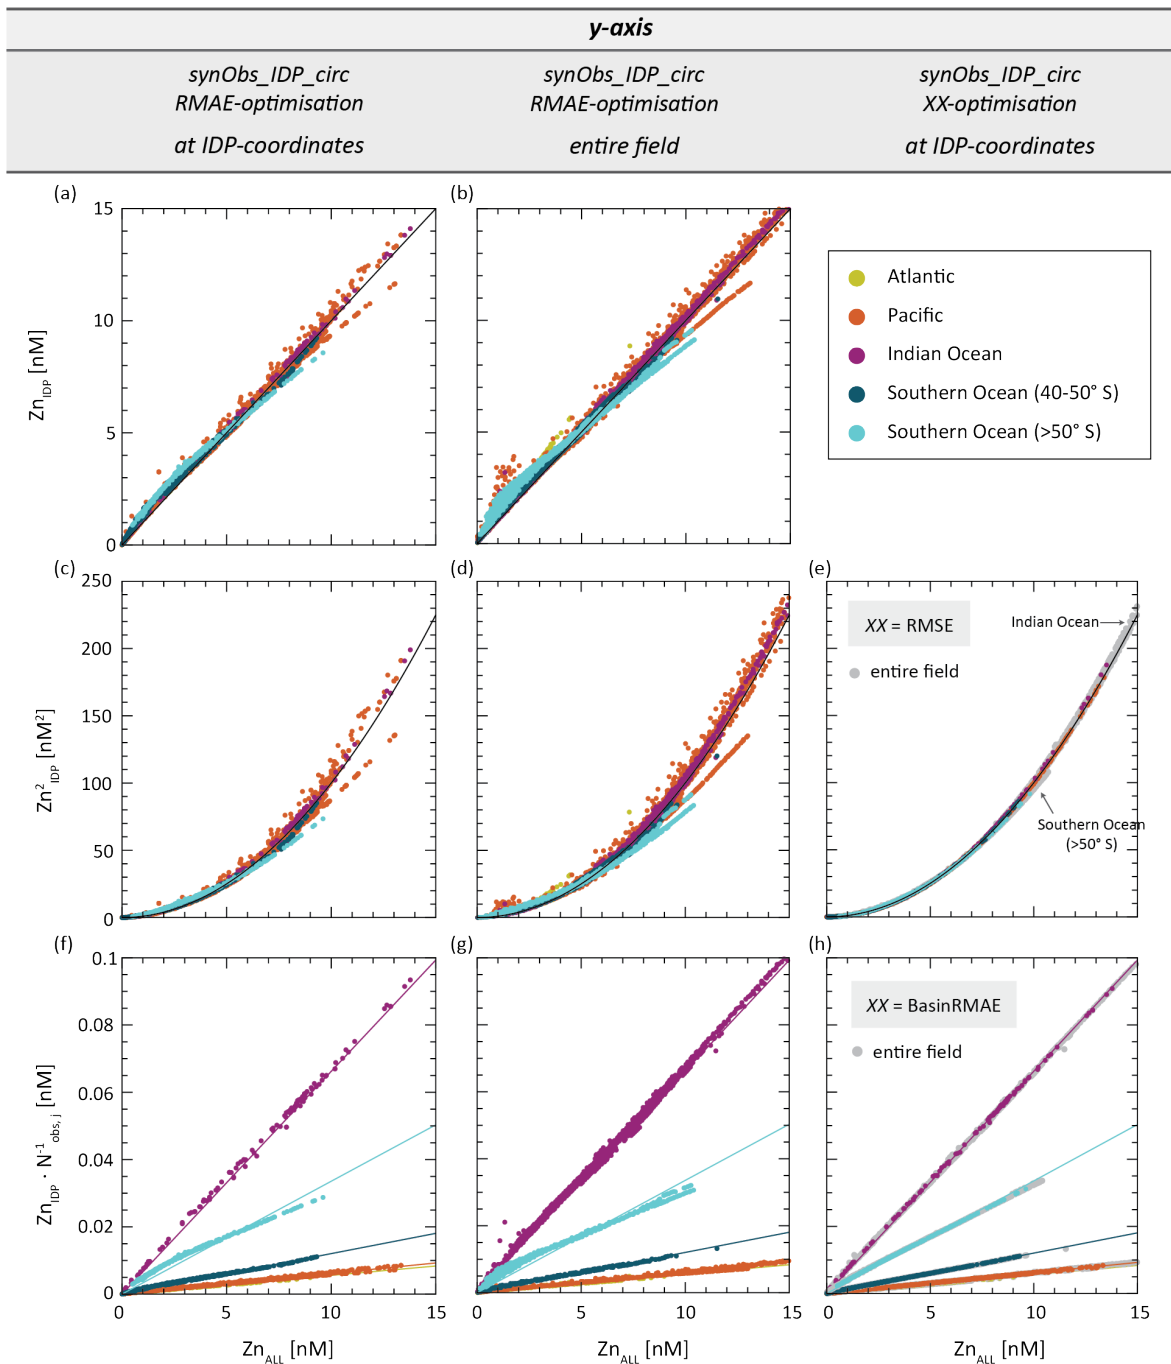 y-axis
synObs_IDP_circ
RMAE-optimisation
at IDP-coordinates
synObs_IDP_circ
RMAE-optimisation
entire field
synObs_IDP_circ
XX-optimisation
at IDP-coordinates
(a)
(b)
15
10
5
0
Zn_IDP [nM]
Atlantic
Pacific
Indian Ocean
Southern Ocean (40-50° S)
Southern Ocean (>50° S)
(c)
(d)
(e)
250
200
150
100
50
0
Zn²_IDP [nM²]
XX = RMSE
entire field
Indian Ocean
Southern Ocean
(>50° S)
(f)
(g)
(h)
0.1
0.08
0.06
0.04
0.02
0
Zn_IDP · N⁻¹_obs, j [nM]
XX = BasinRMAE
entire field
0 5 10 15
0 5 10 15
0 5 10 15
Zn_ALL [nM]
Zn_ALL [nM]
Zn_ALL [nM]